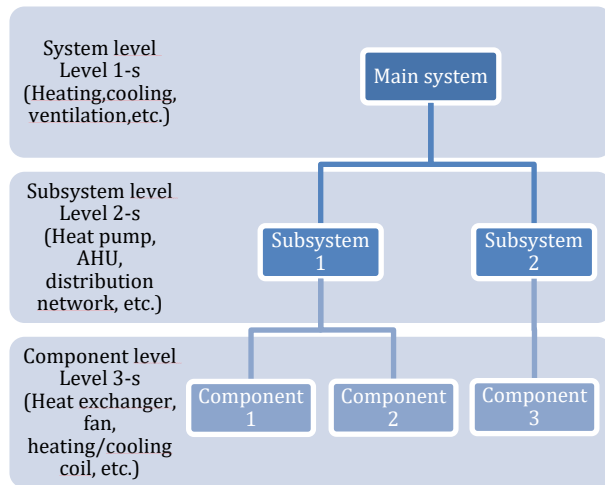 System level
Level 1-s
(Heating,cooling,
ventilation,etc.)
Main system
Subsystem level
Level 2-s
(Heat pump,
AHU,
distribution
network, etc.)
Subsystem
1
Subsystem
2
Component level
Level 3-s
(Heat exchanger,
fan,
heating/cooling
coil, etc.)
Component
1
Component
2
Component
3